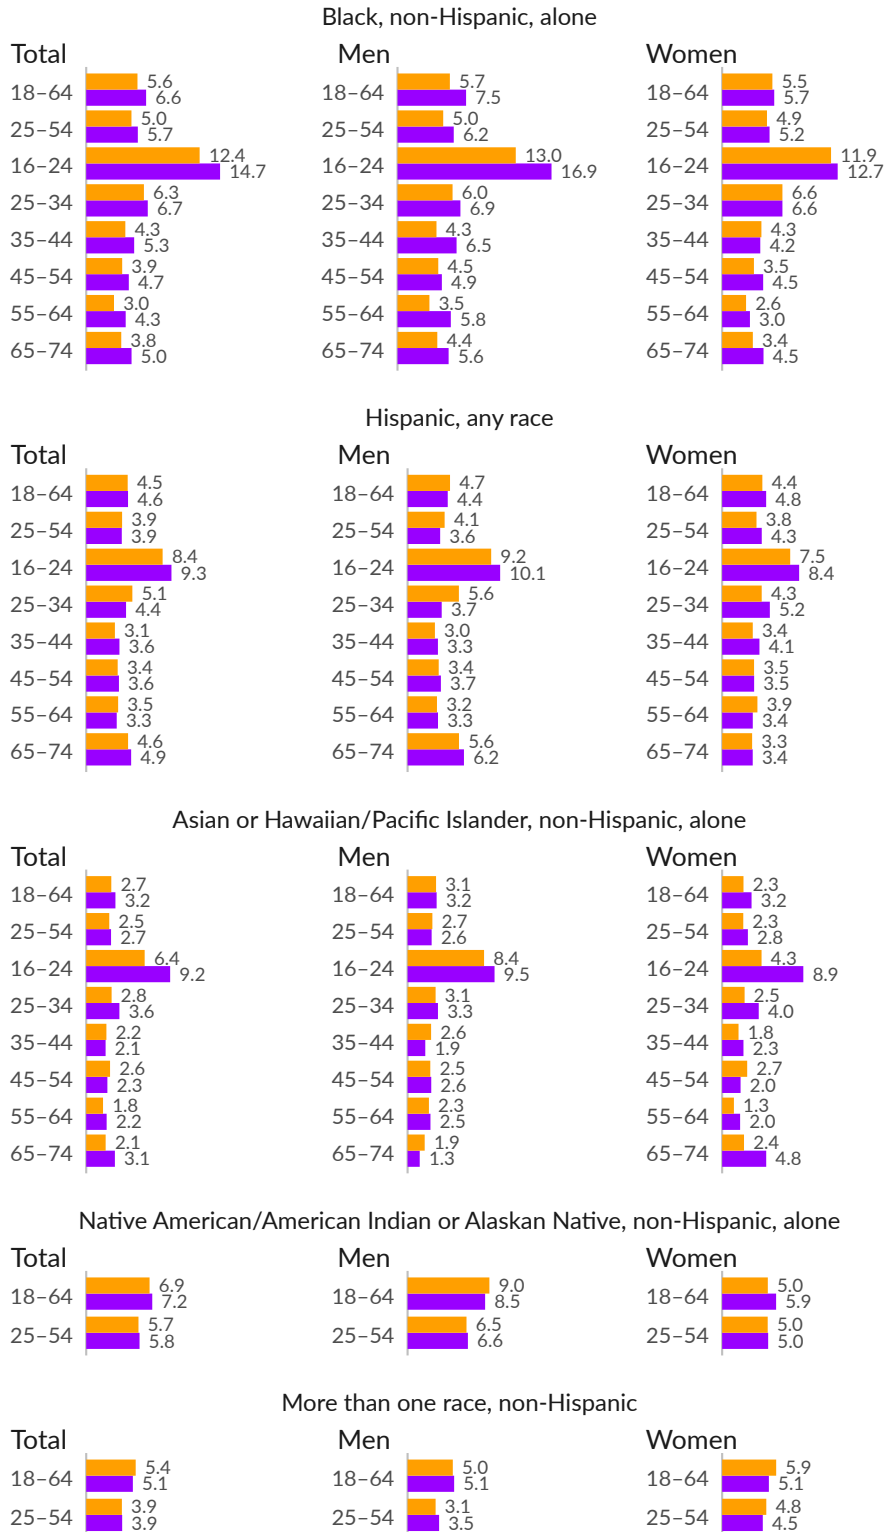 Black, non-Hispanic, alone
Total Men Women
18–64 5.6 6.6 18–64 5.7 7.5 18–64 5.5 5.7
25–54 5.0 5.7 25–54 5.0 6.2 25–54 4.9 5.2
16–24 12.4 14.7 16–24 13.0 16.9 16–24 11.9 12.7
25–34 6.3 6.7 25–34 6.0 6.9 25–34 6.6 6.6
35–44 4.3 5.3 35–44 4.3 6.5 35–44 4.3 4.2
45–54 3.9 4.7 45–54 4.5 4.9 45–54 3.5 4.5
55–64 3.0 4.3 55–64 3.5 5.8 55–64 2.6 3.0
65–74 3.8 5.0 65–74 4.4 5.6 65–74 3.4 4.5
Hispanic, any race
Total Men Women
18–64 4.5 4.6 18–64 4.7 4.4 18–64 4.4 4.8
25–54 3.9 3.9 25–54 4.1 3.6 25–54 3.8 4.3
16–24 8.4 9.3 16–24 9.2 10.1 16–24 7.5 8.4
25–34 5.1 4.4 25–34 5.6 3.7 25–34 4.3 5.2
35–44 3.1 3.6 35–44 3.0 3.3 35–44 3.4 4.1
45–54 3.4 3.6 45–54 3.4 3.7 45–54 3.5 3.5
55–64 3.5 3.3 55–64 3.2 3.3 55–64 3.9 3.4
65–74 4.6 4.9 65–74 5.6 6.2 65–74 3.3 3.4
Asian or Hawaiian/Pacific Islander, non-Hispanic, alone
Total Men Women
18–64 2.7 3.2 18–64 3.1 3.2 18–64 2.3 3.2
25–54 2.5 2.7 25–54 2.7 2.6 25–54 2.3 2.8
16–24 6.4 9.2 16–24 8.4 9.5 16–24 4.3 8.9
25–34 2.8 3.6 25–34 3.1 3.3 25–34 2.5 4.0
35–44 2.2 2.1 35–44 2.6 1.9 35–44 1.8 2.3
45–54 2.6 2.3 45–54 2.5 2.6 45–54 2.7 2.0
55–64 1.8 2.2 55–64 2.3 2.5 55–64 1.3 2.0
65–74 2.1 3.1 65–74 1.9 1.3 65–74 2.4 4.8
Native American/American Indian or Alaskan Native, non-Hispanic, alone
Total Men Women
18–64 6.9 7.2 18–64 9.0 8.5 18–64 5.0 5.9
25–54 5.7 5.8 25–54 6.5 6.6 25–54 5.0 5.0
More than one race, non-Hispanic
Total Men Women
18–64 5.4 5.1 18–64 5.0 5.1 18–64 5.9 5.1
25–54 3.9 3.9 25–54 3.1 3.5 25–54 4.8 4.5